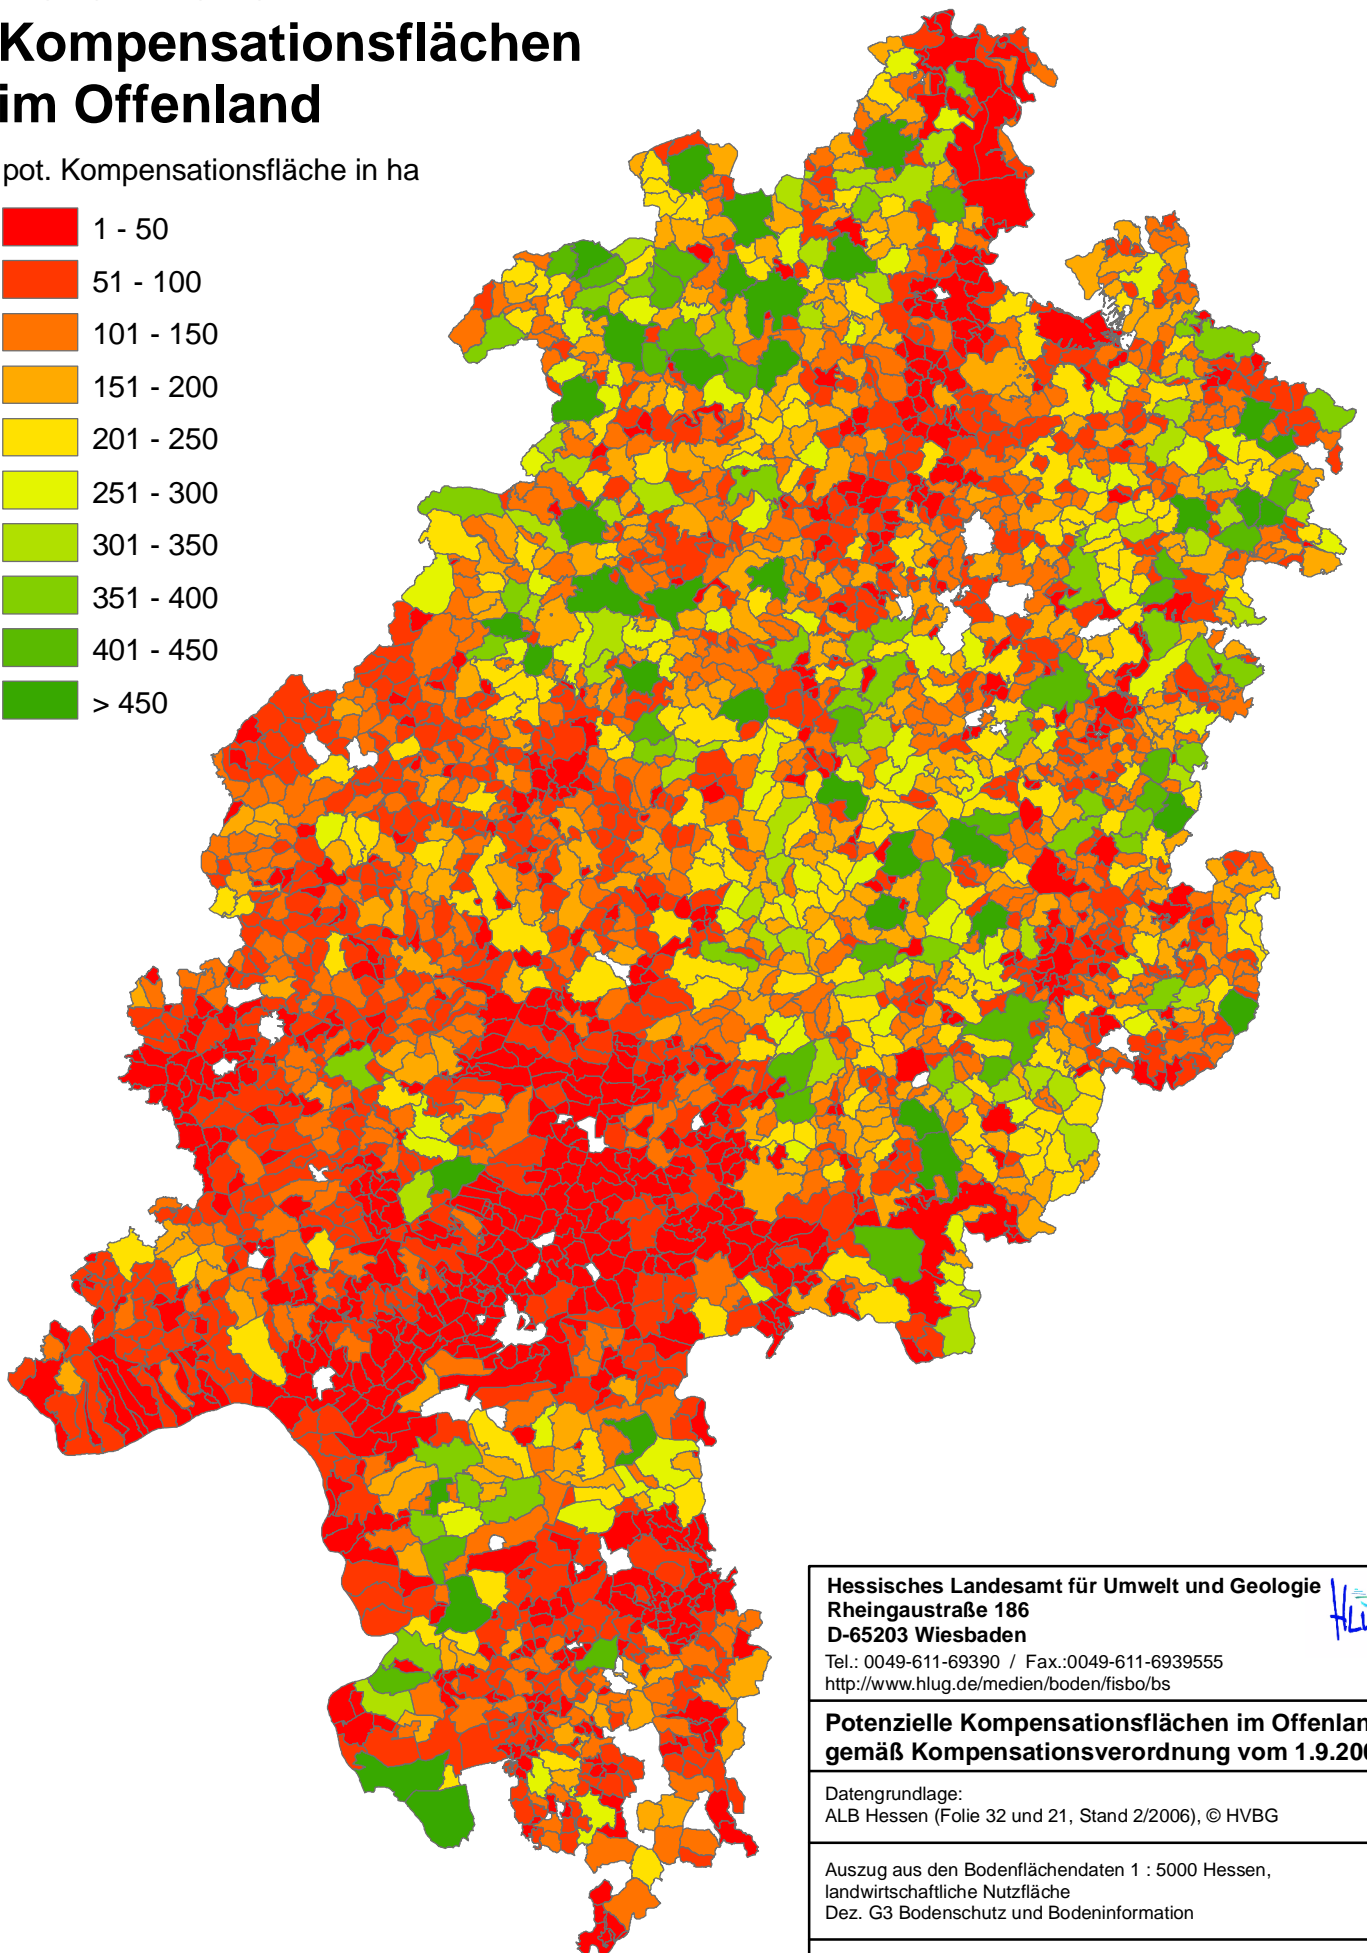 Kompensationsflächen
im Offenland
pot. Kompensationsfläche in ha
1 - 50
51 - 100
101 - 150
151 - 200
201 - 250
251 - 300
301 - 350
351 - 400
401 - 450
> 450
Hessisches Landesamt für Umwelt und Geologie
Rheingaustraße 186
D-65203 Wiesbaden
Tel.: 0049-611-69390 / Fax.:0049-611-6939555
http://www.hlug.de/medien/boden/fisbo/bs
Potenzielle Kompensationsflächen im Offenlan
gemäß Kompensationsverordnung vom 1.9.200
Datengrundlage:
ALB Hessen (Folie 32 und 21, Stand 2/2006), © HVBG
Auszug aus den Bodenflächendaten 1 : 5000 Hessen,
landwirtschaftliche Nutzfläche
Dez. G3 Bodenschutz und Bodeninformation